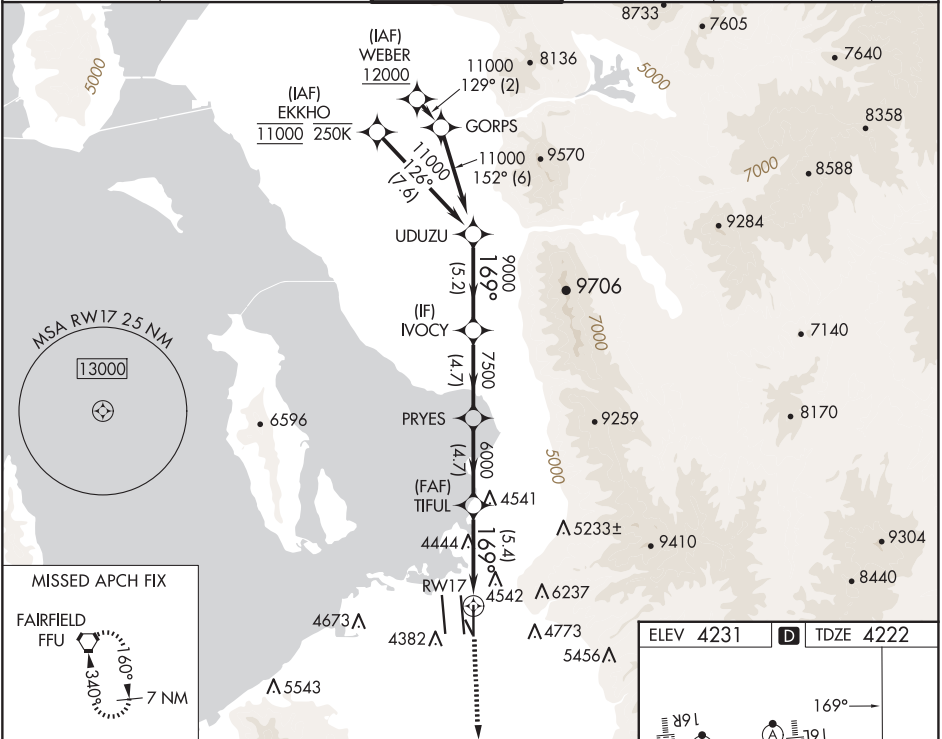 8733
7605
(IAF)
WEBER
12000
8136
7640
5000
5000
11000
129° (2)
(IAF)
EKKHO
11000 250K
GORPS
8358
11000
126°
(7.6)
11000
152° (6)
9570
7000
8588
9284
UDUZU
9000
169°
(5.2)
9706
(IF)
IVOCY
7000
MSA RW17 25 NM
13000
7140
7500
(4.7)
6596
PRYES
9259
8170
6000
(4.7)
5000
(FAF)
TIFUL
4541
5233±
4444
(5.4)
169°
9410
9304
MISSED APCH FIX
RW17
4542
6237
8440
FAIRFIELD
FFU
4673
4382
4773
ELEV 4231
D
TDZE 4222
160°
340°
7 NM
5456
5543
169°
16R
A
16L